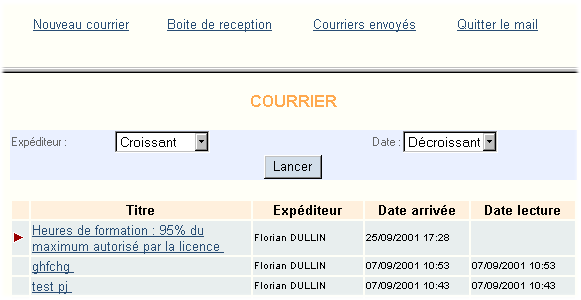 Nouveau courrier Boite de reception Courriers envoyés Quitter le mail
COURRIER
Expéditeur : Croissant Date : Décroissant
Lancer
Titre Expéditeur Date arrivée Date lecture
Heures de formation : 95% du
maximum autorisé par la licence Florian DULLIN 25/09/2001 17:28
ghfchg Florian DULLIN 07/09/2001 10:53 07/09/2001 10:53
test pj Florian DULLIN 07/09/2001 10:43 07/09/2001 10:43